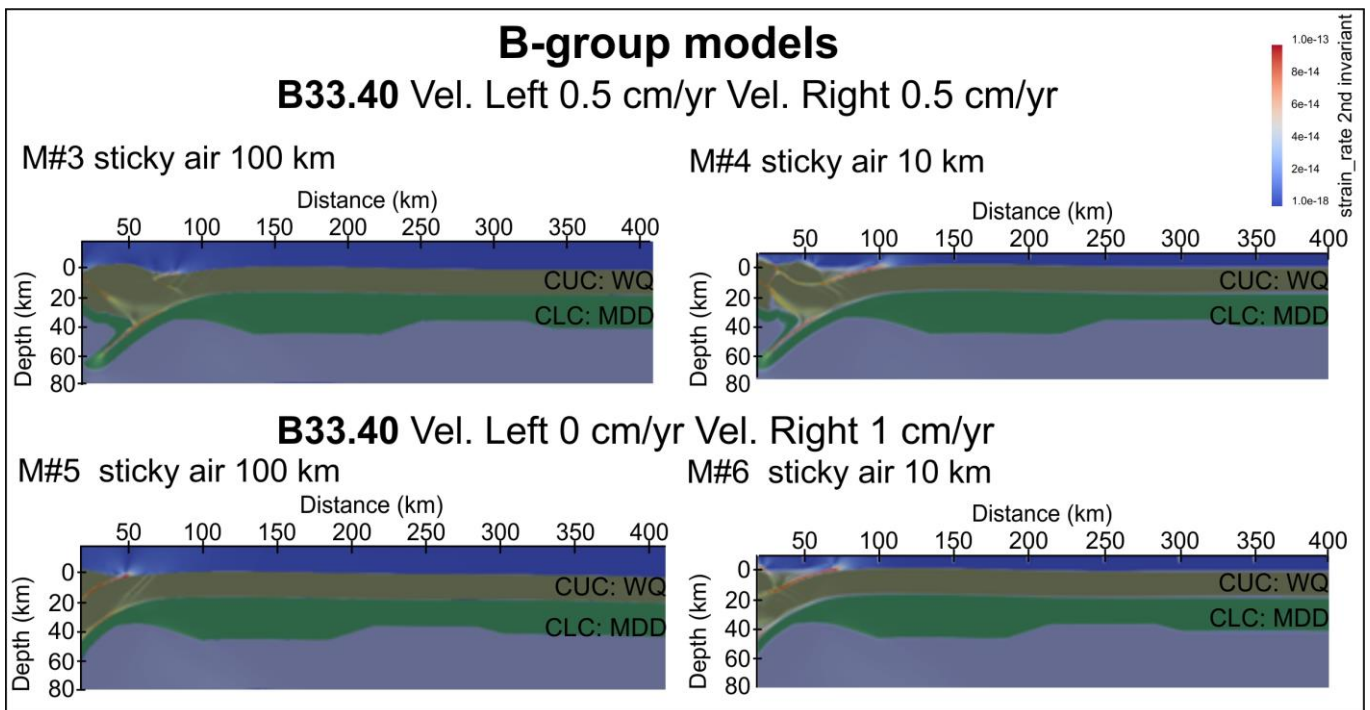 B-group models
B33.40 Vel. Left 0.5 cm/yr Vel. Right 0.5 cm/yr
1.0e-13
8e-14
6e-14
4e-14
2e-14
1.0e-18
strain_rate 2nd invariant
M#3 sticky air 100 km
Distance (km)
50 100 150 200 250 300 350 400
Depth (km)
0
20
40
60
80
CUC: WQ
CLC: MDD
M#4 sticky air 10 km
Distance (km)
50 100 150 200 250 300 350 400
Depth (km)
0
20
40
60
80
CUC: WQ
CLC: MDD
B33.40 Vel. Left 0 cm/yr Vel. Right 1 cm/yr
M#5 sticky air 100 km
Distance (km)
50 100 150 200 250 300 350 400
Depth (km)
0
20
40
60
80
CUC: WQ
CLC: MDD
M#6 sticky air 10 km
Distance (km)
50 100 150 200 250 300 350 400
Depth (km)
0
20
40
60
80
CUC: WQ
CLC: MDD